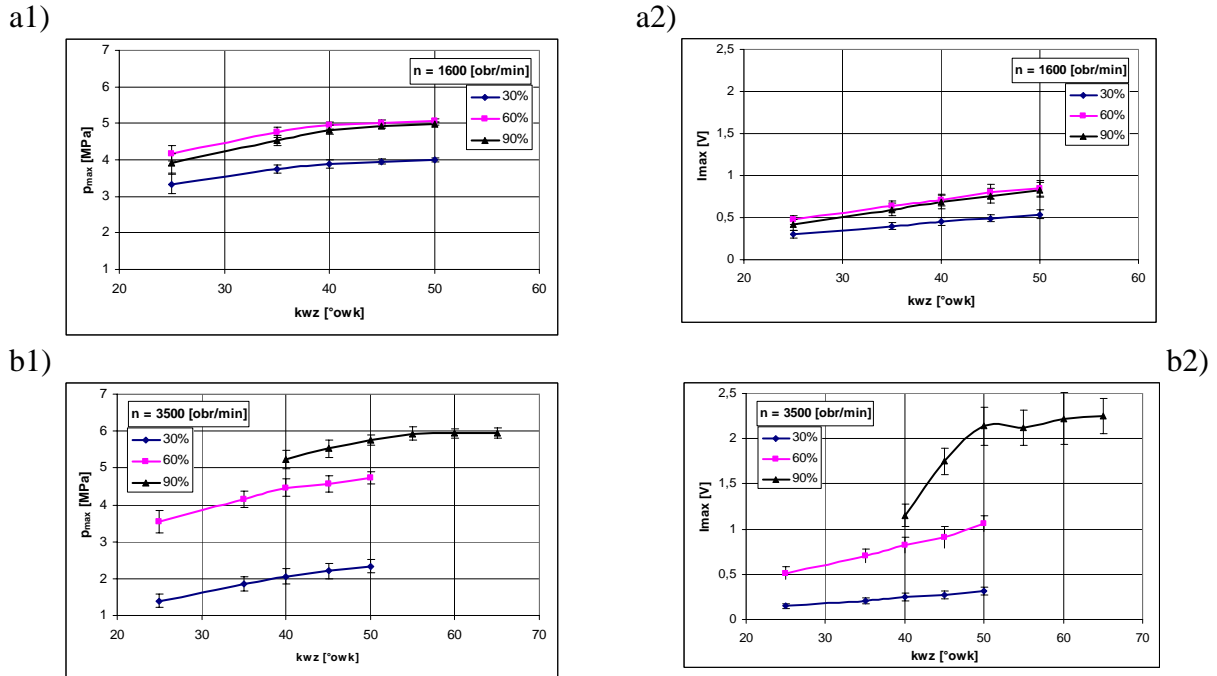 a1)
a2)
7
6
5
4
3
2
1
p_max [MPa]
n = 1600 [obr/min]
30%
60%
90%
20 30 40 50 60
kwz [°owk]
2,5
2
1,5
1
0,5
0
Imax [V]
n = 1600 [obr/min]
30%
60%
90%
20 30 40 50 60
kwz [°owk]
b1)
b2)
7
6
5
4
3
2
1
p_max [MPa]
n = 3500 [obr/min]
30%
60%
90%
20 30 40 50 60 70
kwz [°owk]
2,5
2
1,5
1
0,5
0
Imax [V]
n = 3500 [obr/min]
30%
60%
90%
20 30 40 50 60 70
kwz [°owk]